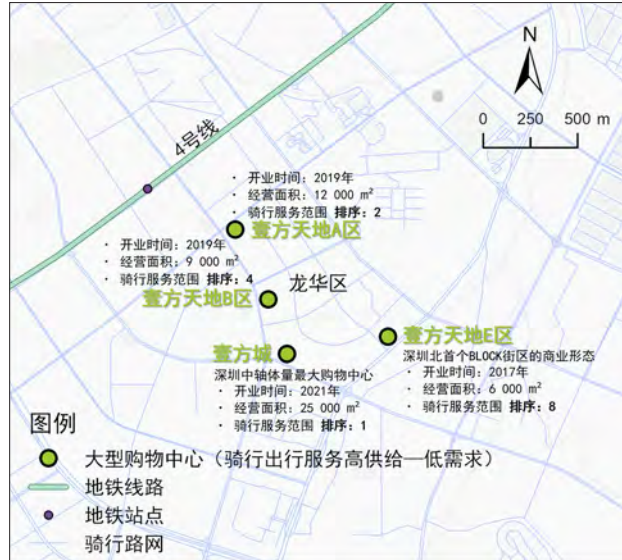 N
0 250 500 m
4号线
· 开业时间：2019年
· 经营面积：12 000 m²
· 骑行服务范围 排序：2
壹方天地A区
· 开业时间：2019年
· 经营面积：9 000 m²
· 骑行服务范围 排序：4
壹方天地B区
龙华区
壹方天地E区
深圳北首个BLOCK街区的商业形态
· 开业时间：2017年
· 经营面积：6 000 m²
· 骑行服务范围 排序：8
壹方城
深圳中轴体量最大购物中心
· 开业时间：2021年
· 经营面积：25 000 m²
· 骑行服务范围 排序：1
图例
大型购物中心（骑行出行服务高供给—低需求）
地铁线路
地铁站点
骑行路网